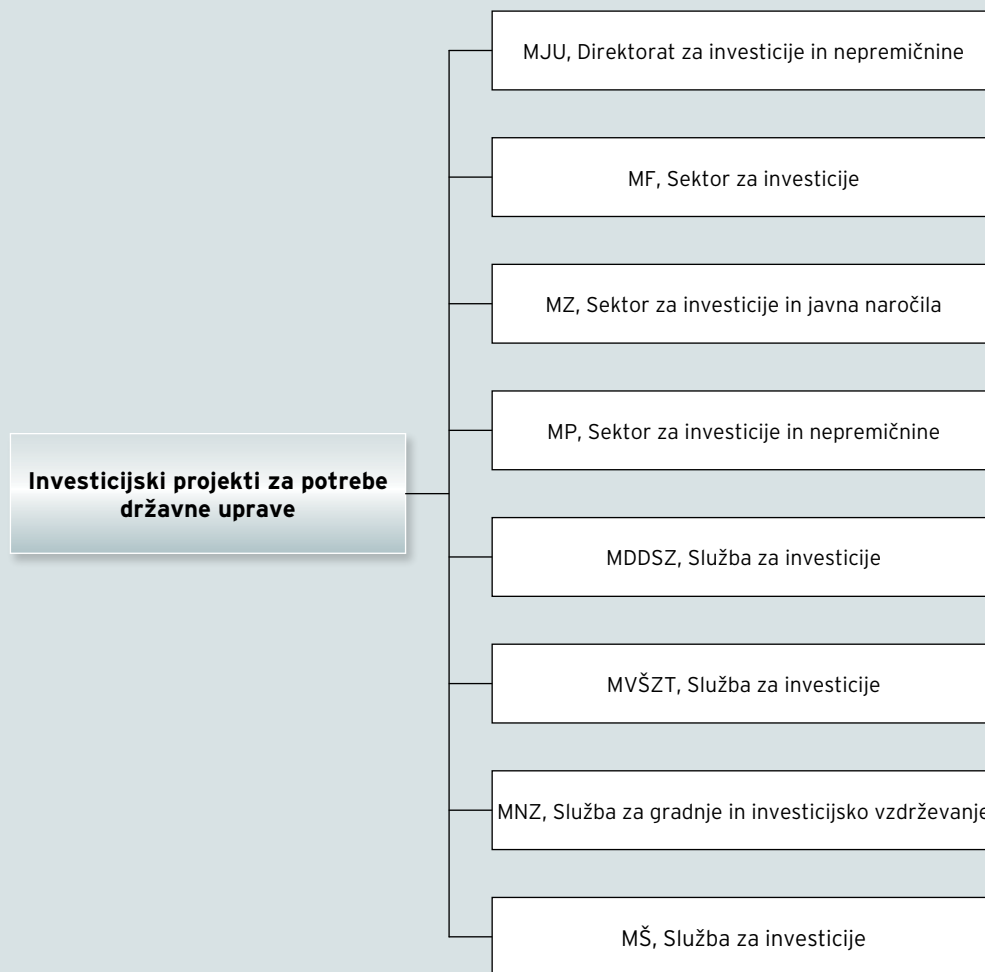 MJU, Direktorat za investicije in nepremičnine
MF, Sektor za investicije
MZ, Sektor za investicije in javna naročila
MP, Sektor za investicije in nepremičnine
Investicijski projekti za potrebe
državne uprave
MDDSZ, Služba za investicije
MVŠZT, Služba za investicije
MNZ, Služba za gradnje in investicijsko vzdrževanje
MŠ, Služba za investicije